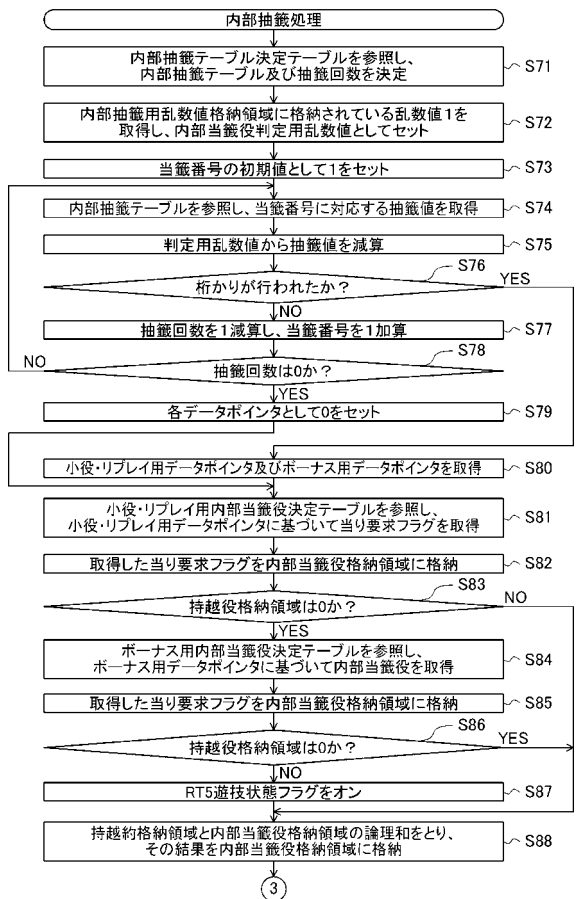 内部抽籤処理
内部抽籤テーブル決定テーブルを参照し、
内部抽籤テーブル及び抽籤回数を決定
S71
内部抽籤用乱数値格納領域に格納されている乱数値1を
取得し、内部当籤役判定用乱数値としてセット
S72
当籤番号の初期値として1をセット
S73
内部抽籤テーブルを参照し、当籤番号に対応する抽籤値を取得
S74
判定用乱数値から抽籤値を減算
S75
S76
桁かりが行われたか？
YES
NO
抽籤回数を1減算し、当籤番号を1加算
S77
S78
NO
抽籤回数は0か？
YES
各データポインタとして0をセット
S79
小役・リプレイ用データポインタ及びボーナス用データポインタを取得
S80
小役・リプレイ用内部当籤役決定テーブルを参照し、
小役・リプレイ用データポインタに基づいて当り要求フラグを取得
S81
取得した当り要求フラグを内部当籤役格納領域に格納
S82
S83
持越役格納領域は0か？
NO
YES
ボーナス用内部当籤役決定テーブルを参照し、
ボーナス用データポインタに基づいて内部当籤役を取得
S84
取得した当り要求フラグを内部当籤役格納領域に格納
S85
S86
持越役格納領域は0か？
YES
NO
RT5遊技状態フラグをオン
S87
持越約格納領域と内部当籤役格納領域の論理和をとり、
その結果を内部当籤役格納領域に格納
S88
3